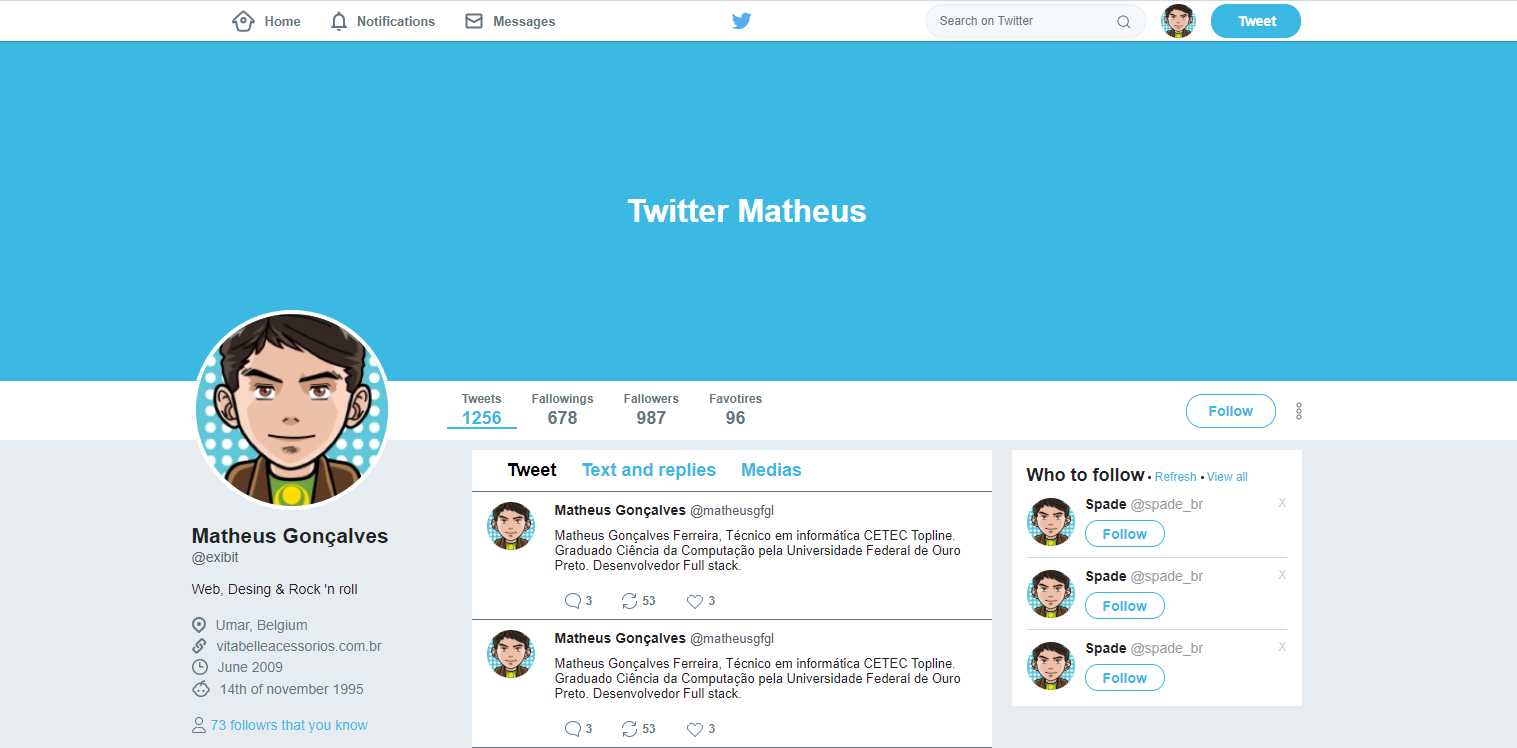 Home Notifications Messages Search on Twitter Tweet
Twitter Matheus
Tweets Fallowings Fallowers Favotires
1256 678 987 96
Follow
Matheus Gonçalves
@exibit
Web, Desing & Rock 'n roll
Umar, Belgium
vitabelleacessorios.com.br
June 2009
14th of november 1995
73 followrs that you know
Tweet Text and replies Medias
Matheus Gonçalves @matheusgfgl
Matheus Gonçalves Ferreira, Técnico em informática CETEC Topline.
Graduado Ciência da Computação pela Universidade Federal de Ouro
Preto. Desenvolvedor Full stack.
3 53 3
Matheus Gonçalves @matheusgfgl
Matheus Gonçalves Ferreira, Técnico em informática CETEC Topline.
Graduado Ciência da Computação pela Universidade Federal de Ouro
Preto. Desenvolvedor Full stack.
3 53 3
Who to follow • Refresh • View all
Spade @spade_br X
Follow
Spade @spade_br X
Follow
Spade @spade_br X
Follow